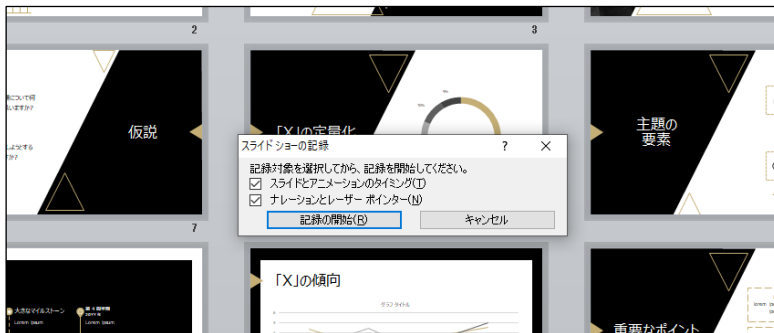 2
3
仮説
「X」の定量化
主題の
要素
スライド ショーの記録
?
×
記録対象を選択してから、記録を開始してください。
スライドとアニメーションのタイミング(T)
ナレーションとレーザー ポインター(N)
記録の開始(R)
キャンセル
7
大きなマイルストーン
Lorem Ipsum
Lorem Ipsum
「X」の傾向
グラフ タイトル
重要なポイント